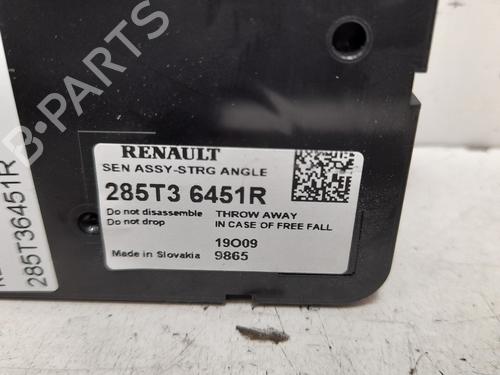 RENAULT
SEN ASSY-STRG ANGLE
285T3 6451R
Do not disassemble THROW AWAY
Do not drop IN CASE OF FREE FALL
19O09
Made in Slovakia 9865
285T36451R
B-PARTS